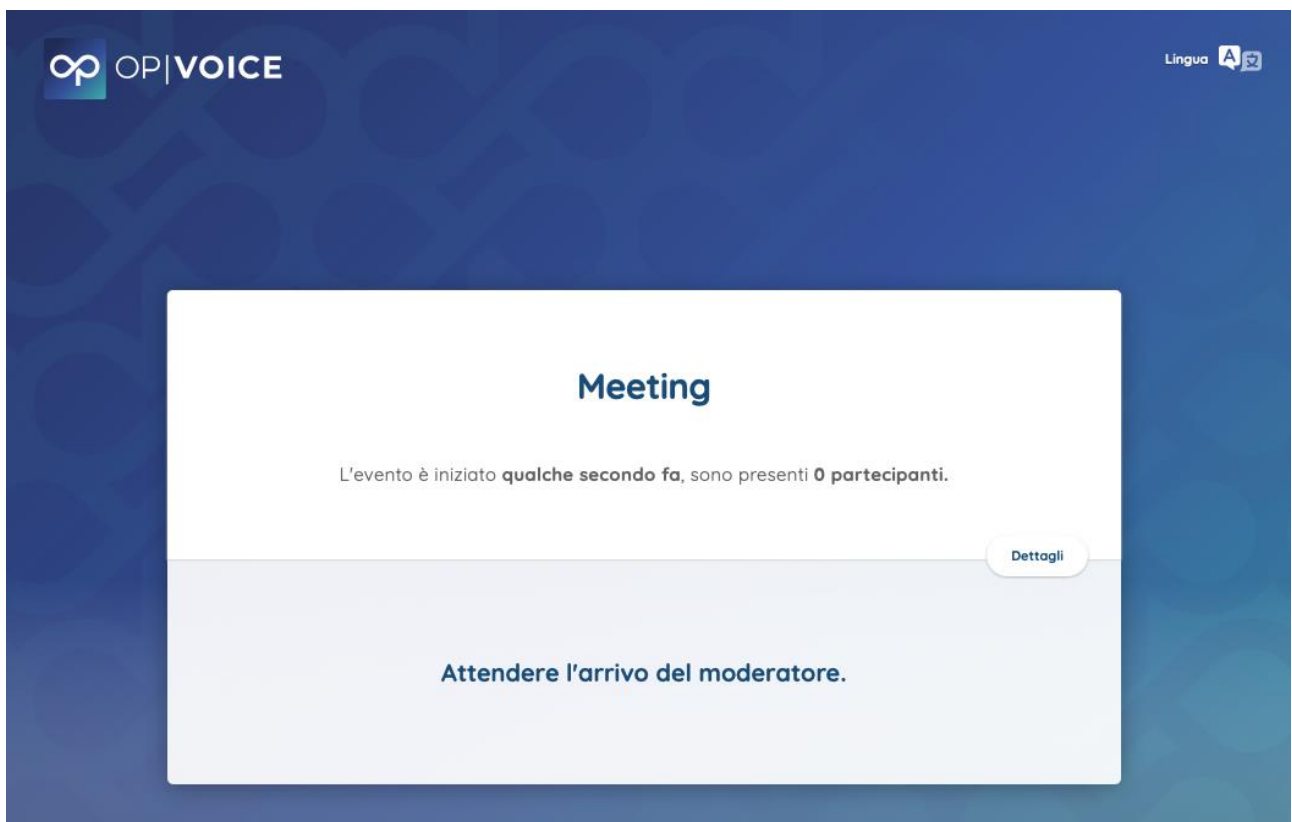 OP|VOICE
Lingua
Meeting
L'evento è iniziato qualche secondo fa, sono presenti 0 partecipanti.
Dettagli
Attendere l'arrivo del moderatore.